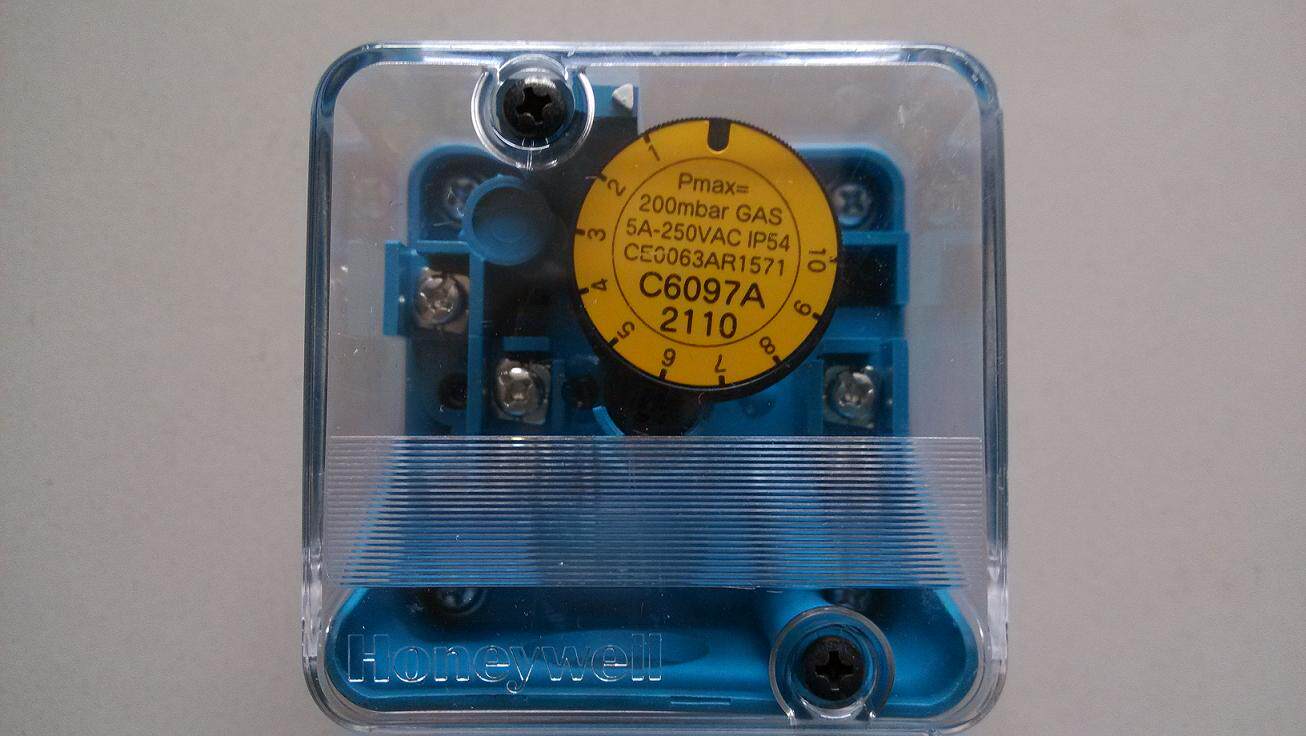 Pmax=
200mbar GAS
5A-250VAC IP54
CE0063AR1571
C6097A
2110
1
2
3
4
5
6
7
8
9
10
Honeywell